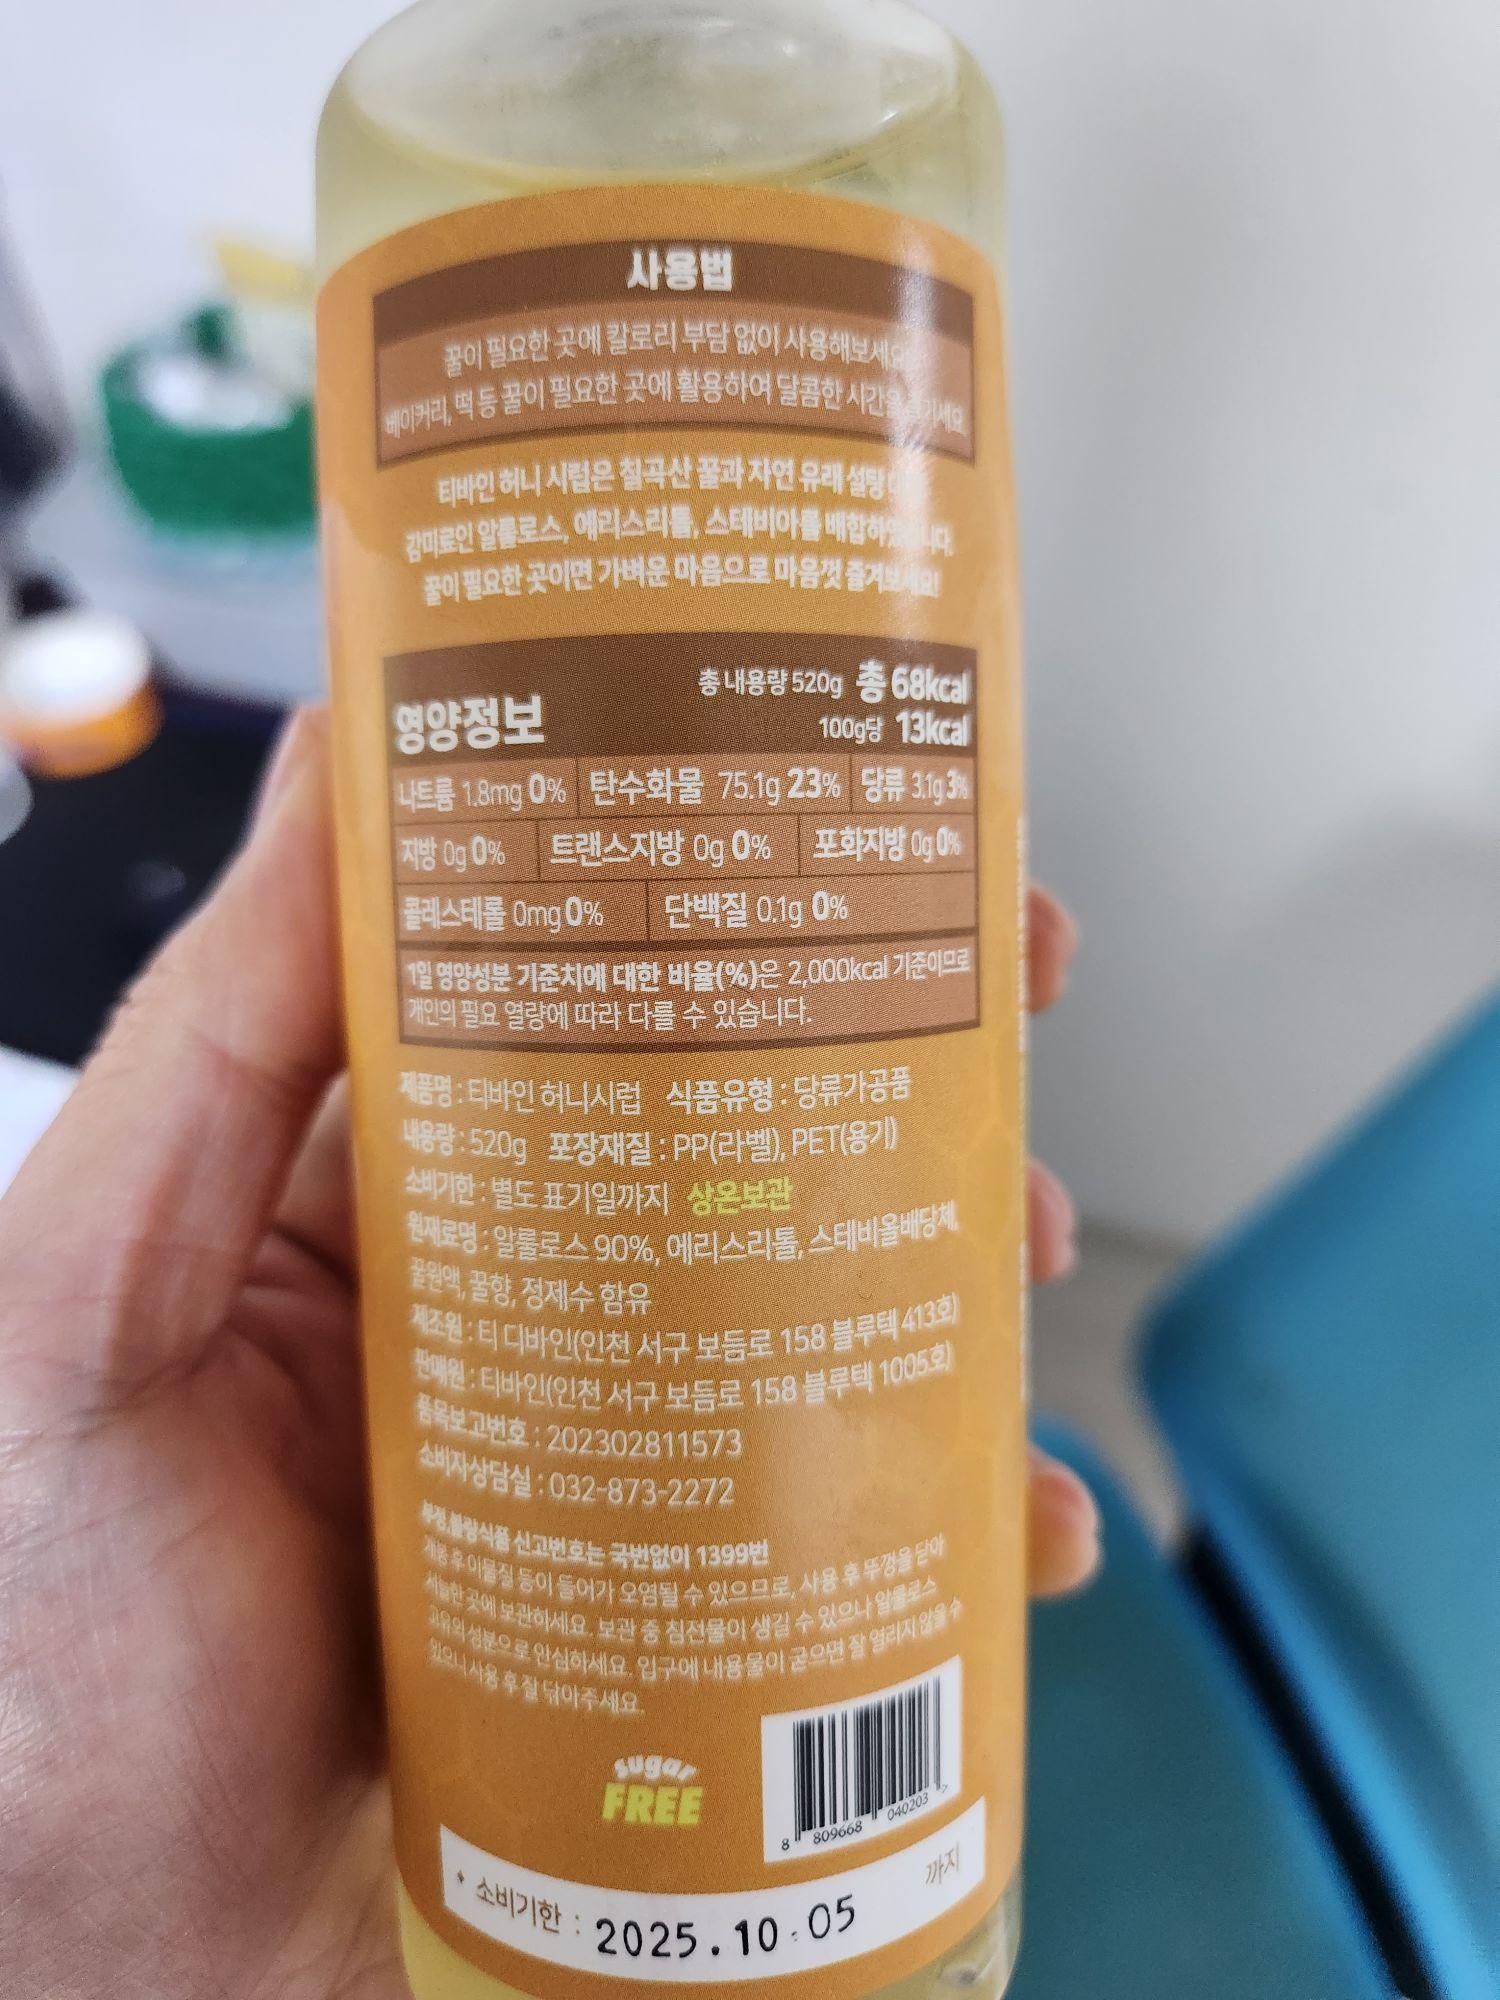 사용법
꿀이 필요한 곳에 칼로리 부담 없이 사용해보세요
베이커리, 떡 등 꿀이 필요한 곳에 활용하여 달콤한 시간을
티바인 허니 시럽은 칠곡산 꿀과 자연 유래 설탕
감미료인 알룰로스, 에리스리톨, 스테비아를
꿀이 필요한 곳이면 가벼운 마음으로 마음껏 즐겨보세요!
영양정보
총 내용량 520g 총 68kcal
100g당 13kcal
나트륨 1.8mg 0% 탄수화물 75.1g 23% 당류 3.1g 3%
지방 0g 0% 트랜스지방 0g 0% 포화지방 0g 0%
콜레스테롤 0mg 0% 단백질 0.1g 0%
1일 영양성분 기준치에 대한 비율(%)은 2,000kcal 기준이므로
개인의 필요 열량에 따라 다를 수 있습니다.
제품명 : 티바인 허니시럽 식품유형 : 당류가공품
내용량 : 520g 포장재질 : PP(라벨), PET(용기)
소비기한 : 별도 표기일까지 상온보관
원재료명 : 알룰로스 90%, 에리스리톨, 스테비올배당체,
꿀원액, 꿀향, 정제수 함유
제조원 : 티 디바인(인천 서구 보듬로 158 블루텍 413호)
판매원 : 티바인(인천 서구 보듬로 158 블루텍 1005호)
품목보고번호 : 202302811573
소비자상담실 : 032-873-2272
부정,불량식품 신고번호는 국번없이 1399번
개봉 후 이물질 등이 들어가 오염될 수 있으므로, 사용 후 뚜껑을 닫아
서늘한 곳에 보관하세요. 보관 중 침전물이 생길 수 있으나 알룰로스
고유의 성분으로 안심하세요. 입구에 내용물이 굳으면 잘 열리지 않을 수
있으니 사용 후 잘 닦아주세요.
sugar
FREE
8 809668 040203 >
소비기한 : 2025.10.05 까지